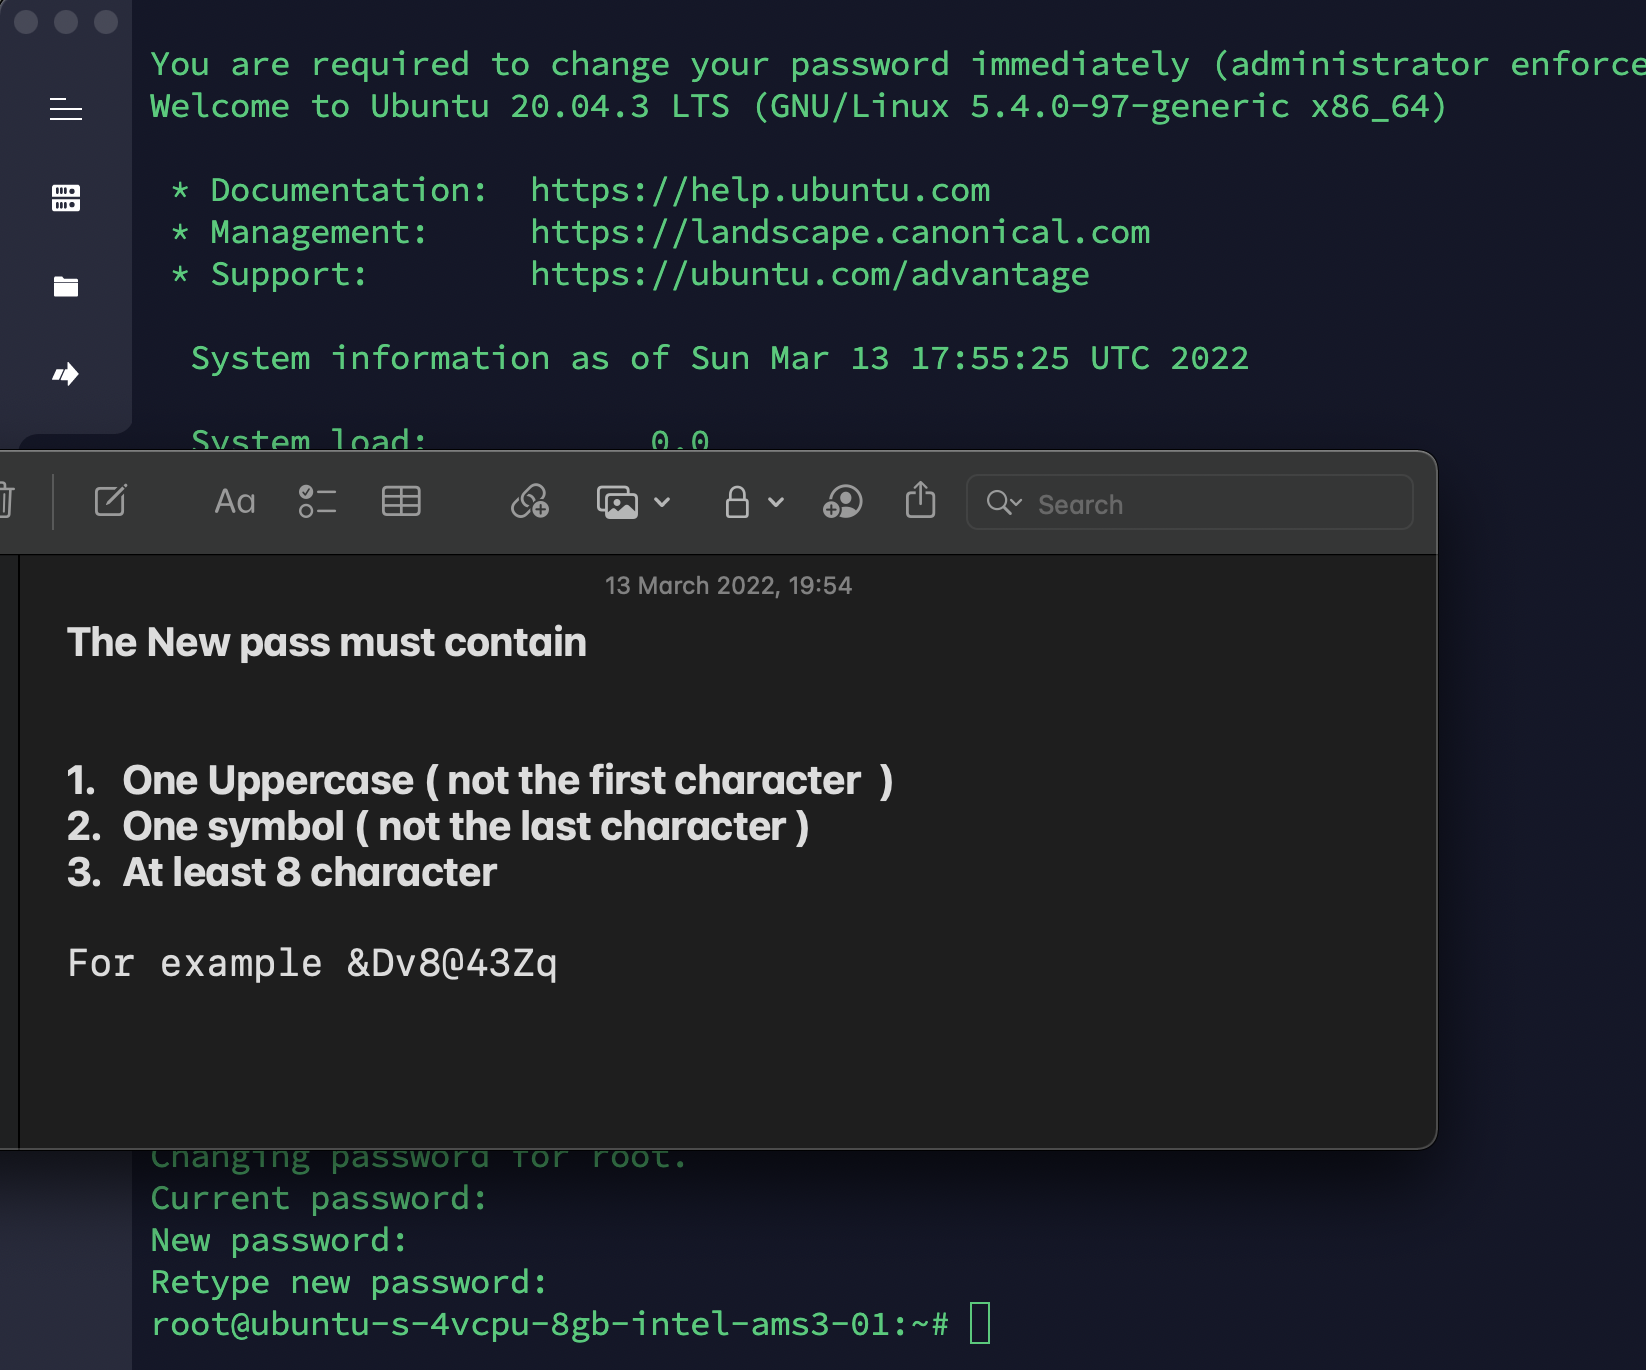 You are required to change your password immediately (administrator enforce
Welcome to Ubuntu 20.04.3 LTS (GNU/Linux 5.4.0-97-generic x86_64)
* Documentation: https://help.ubuntu.com
* Management: https://landscape.canonical.com
* Support: https://ubuntu.com/advantage
System information as of Sun Mar 13 17:55:25 UTC 2022
System load: 0.0
Aa
Search
13 March 2022, 19:54
The New pass must contain
1. One Uppercase ( not the first character )
2. One symbol ( not the last character )
3. At least 8 character
For example &Dv8@43Zq
Changing password for root.
Current password:
New password:
Retype new password:
root@ubuntu-s-4vcpu-8gb-intel-ams3-01:~#